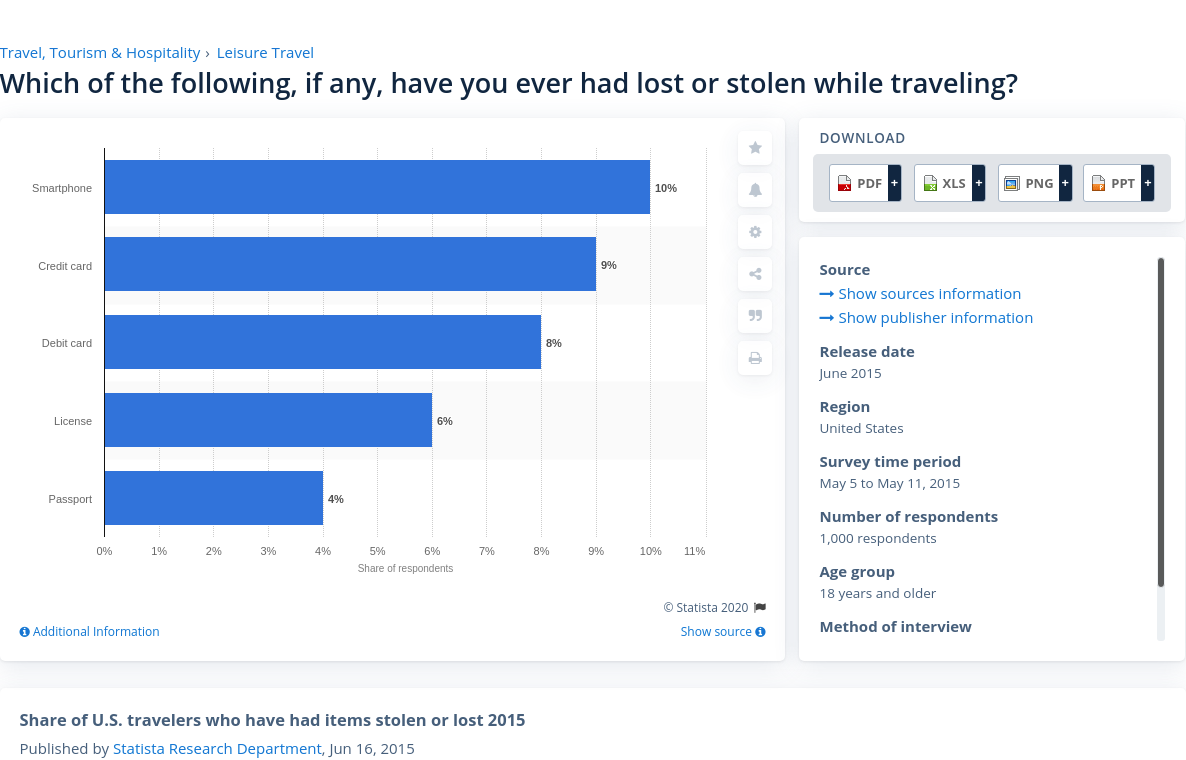 Travel, Tourism & Hospitality › Leisure Travel
Which of the following, if any, have you ever had lost or stolen while traveling?
Smartphone
10%
Credit card
9%
Debit card
8%
License
6%
Passport
4%
0% 1% 2% 3% 4% 5% 6% 7% 8% 9% 10% 11%
Share of respondents
© Statista 2020
Additional Information
Show source
DOWNLOAD
PDF + XLS + PNG + PPT +
Source
Show sources information
Show publisher information
Release date
June 2015
Region
United States
Survey time period
May 5 to May 11, 2015
Number of respondents
1,000 respondents
Age group
18 years and older
Method of interview
Share of U.S. travelers who have had items stolen or lost 2015
Published by Statista Research Department, Jun 16, 2015